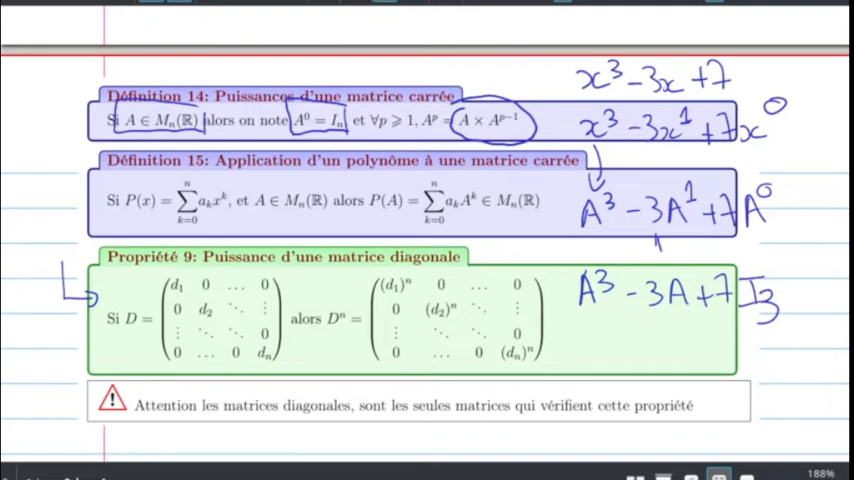 x³ - 3x + 7
Définition 14: Puissances d'une matrice carrée
Si A ∈ Mₙ(ℝ) alors on note A⁰ = Iₙ et ∀p ⩾ 1, Aᵖ = A × Aᵖ⁻¹
x³ - 3x¹ + 7x⁰
Définition 15: Application d'un polynôme à une matrice carrée
Si P(x) = ∑_{k=0}^{n} aₖxᵏ, et A ∈ Mₙ(ℝ) alors P(A) = ∑_{k=0}^{n} aₖAᵏ ∈ Mₙ(ℝ)
A³ - 3A¹ + 7A⁰
Propriété 9: Puissance d'une matrice diagonale
A³ - 3A + 7I₃
Si D = ( d₁ 0 … 0
0 d₂ ⋱ ⋮
⋮ ⋱ ⋱ 0
0 … 0 dₙ ) alors Dⁿ = ( (d₁)ⁿ 0 … 0
0 (d₂)ⁿ ⋱ ⋮
⋮ ⋱ ⋱ 0
0 … 0 (dₙ)ⁿ )
! Attention les matrices diagonales, sont les seules matrices qui vérifient cette propriété
188%